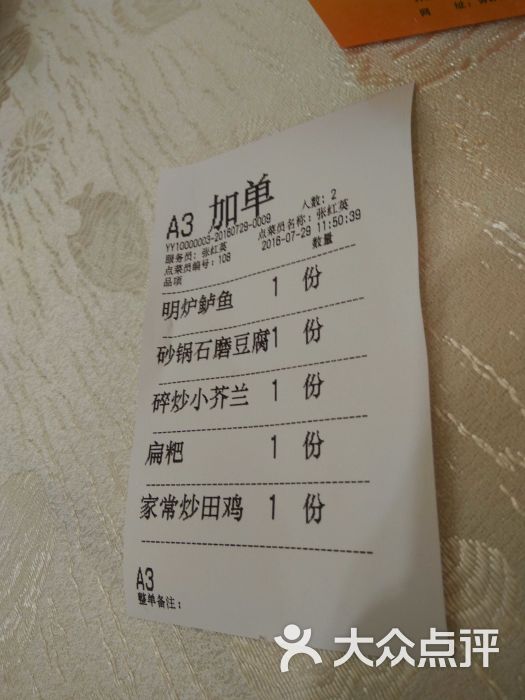 A3 加单 人数: 2
YY10000003-20160729-0009
服务员: 张红英 点菜员名称: 张红英
点菜员编号: 108 2016-07-29 11:50:39
品项 数量
明炉鲈鱼 1 份
砂锅石磨豆腐1 份
碎炒小芥兰 1 份
扁粑 1 份
家常炒田鸡 1 份
A3
整单备注:
大众点评